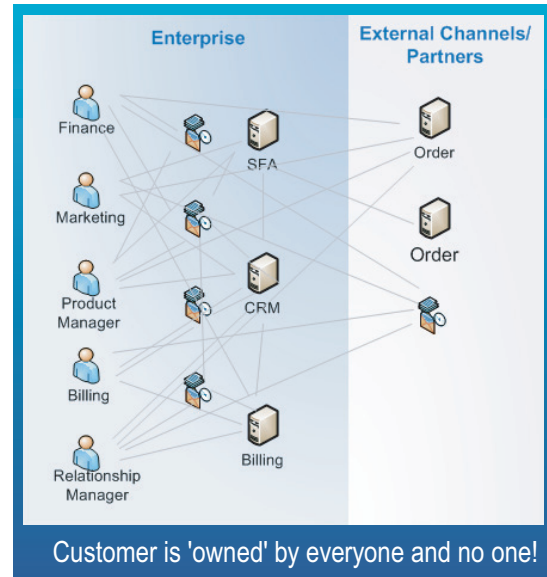 Enterprise
External Channels/
Partners
Finance
SFA
Order
Marketing
Order
Product
Manager
CRM
Billing
Billing
Relationship
Manager
Customer is 'owned' by everyone and no one!